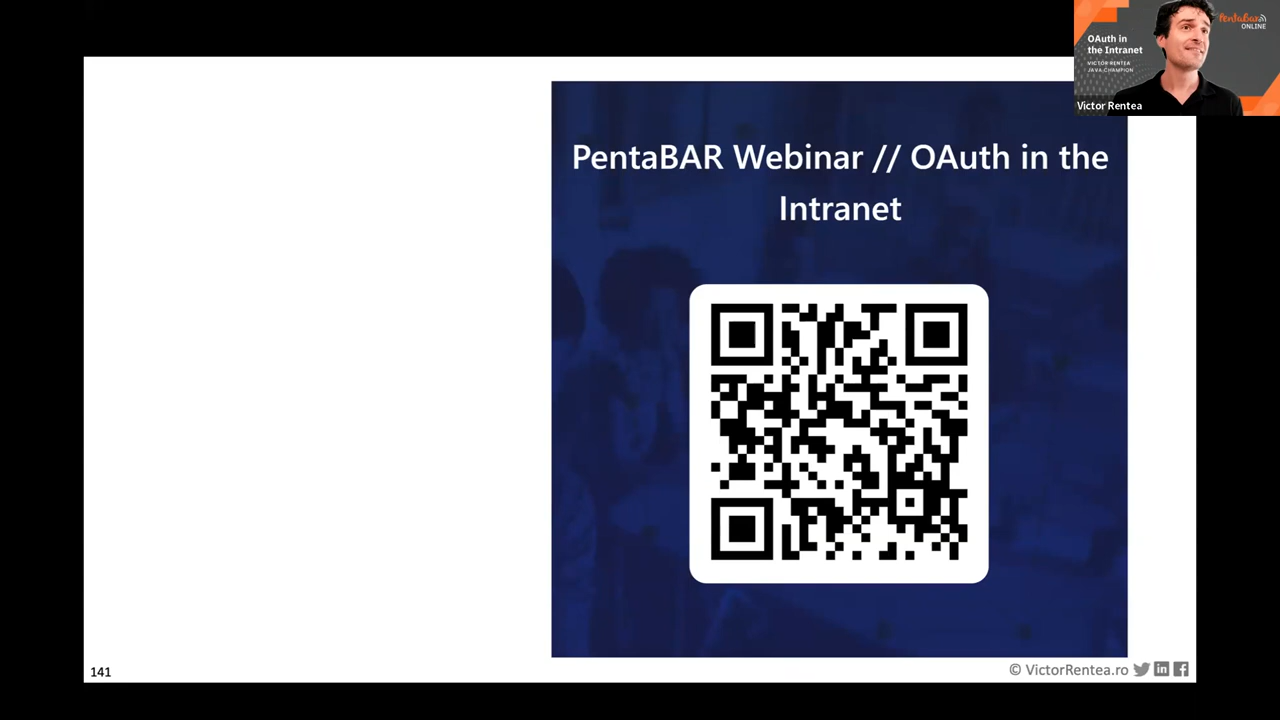 OAuth in
the Intranet
VICTOR RENTEA
JAVA CHAMPION
PentaBar
ONLINE
Victor Rentea
PentaBAR Webinar // OAuth in the
Intranet
141
© VictorRentea.ro